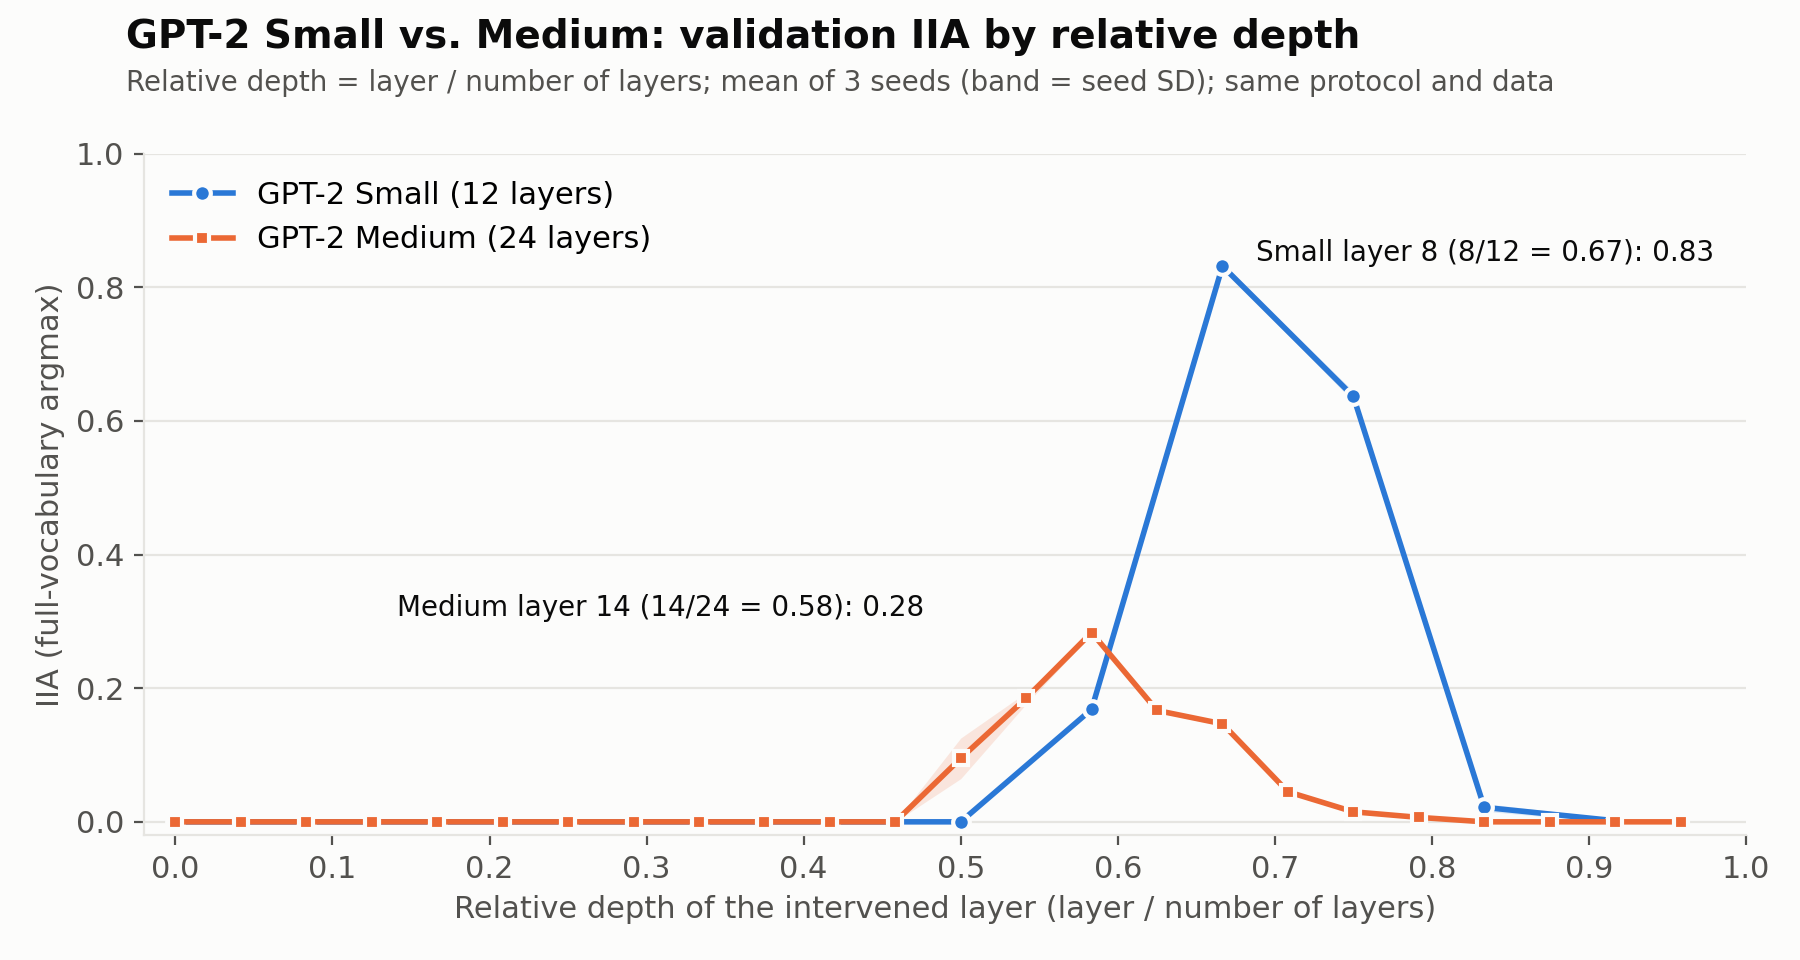 GPT-2 Small vs. Medium: validation IIA by relative depth
Relative depth = layer / number of layers; mean of 3 seeds (band = seed SD); same protocol and data
1.0
GPT-2 Small (12 layers)
GPT-2 Medium (24 layers)
Small layer 8 (8/12 = 0.67): 0.83
0.8
0.6
0.4
Medium layer 14 (14/24 = 0.58): 0.28
0.2
0.0
IIA (full-vocabulary argmax)
0.0 0.1 0.2 0.3 0.4 0.5 0.6 0.7 0.8 0.9 1.0
Relative depth of the intervened layer (layer / number of layers)